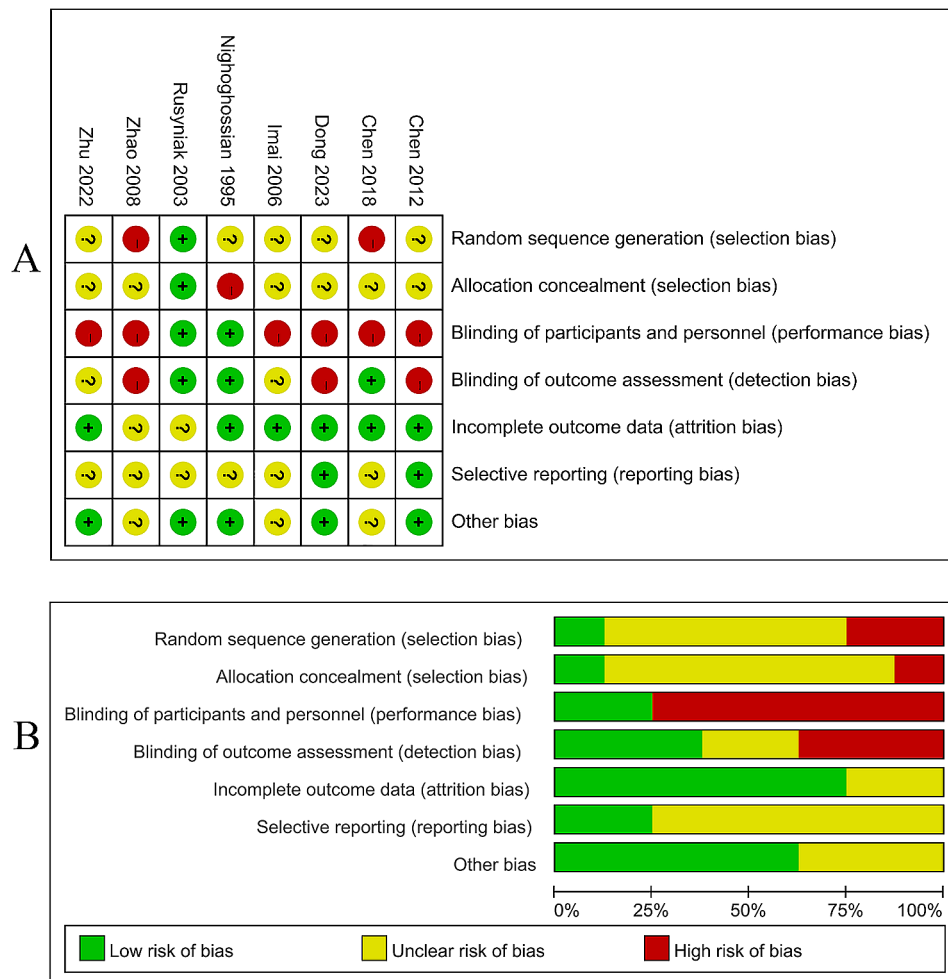 A
Zhu 2022
Zhao 2008
Rusyniak 2003
Nighoghossian 1995
Imai 2006
Dong 2023
Chen 2018
Chen 2012
? - + ? ? ? - ? Random sequence generation (selection bias)
? ? + - ? ? ? ? Allocation concealment (selection bias)
- - + + - - - - Blinding of participants and personnel (performance bias)
? - + + ? - + - Blinding of outcome assessment (detection bias)
+ ? ? + + + + + Incomplete outcome data (attrition bias)
? ? ? ? ? + ? + Selective reporting (reporting bias)
+ ? + + ? + ? + Other bias
B
Random sequence generation (selection bias)
Allocation concealment (selection bias)
Blinding of participants and personnel (performance bias)
Blinding of outcome assessment (detection bias)
Incomplete outcome data (attrition bias)
Selective reporting (reporting bias)
Other bias
0% 25% 50% 75% 100%
Low risk of bias Unclear risk of bias High risk of bias